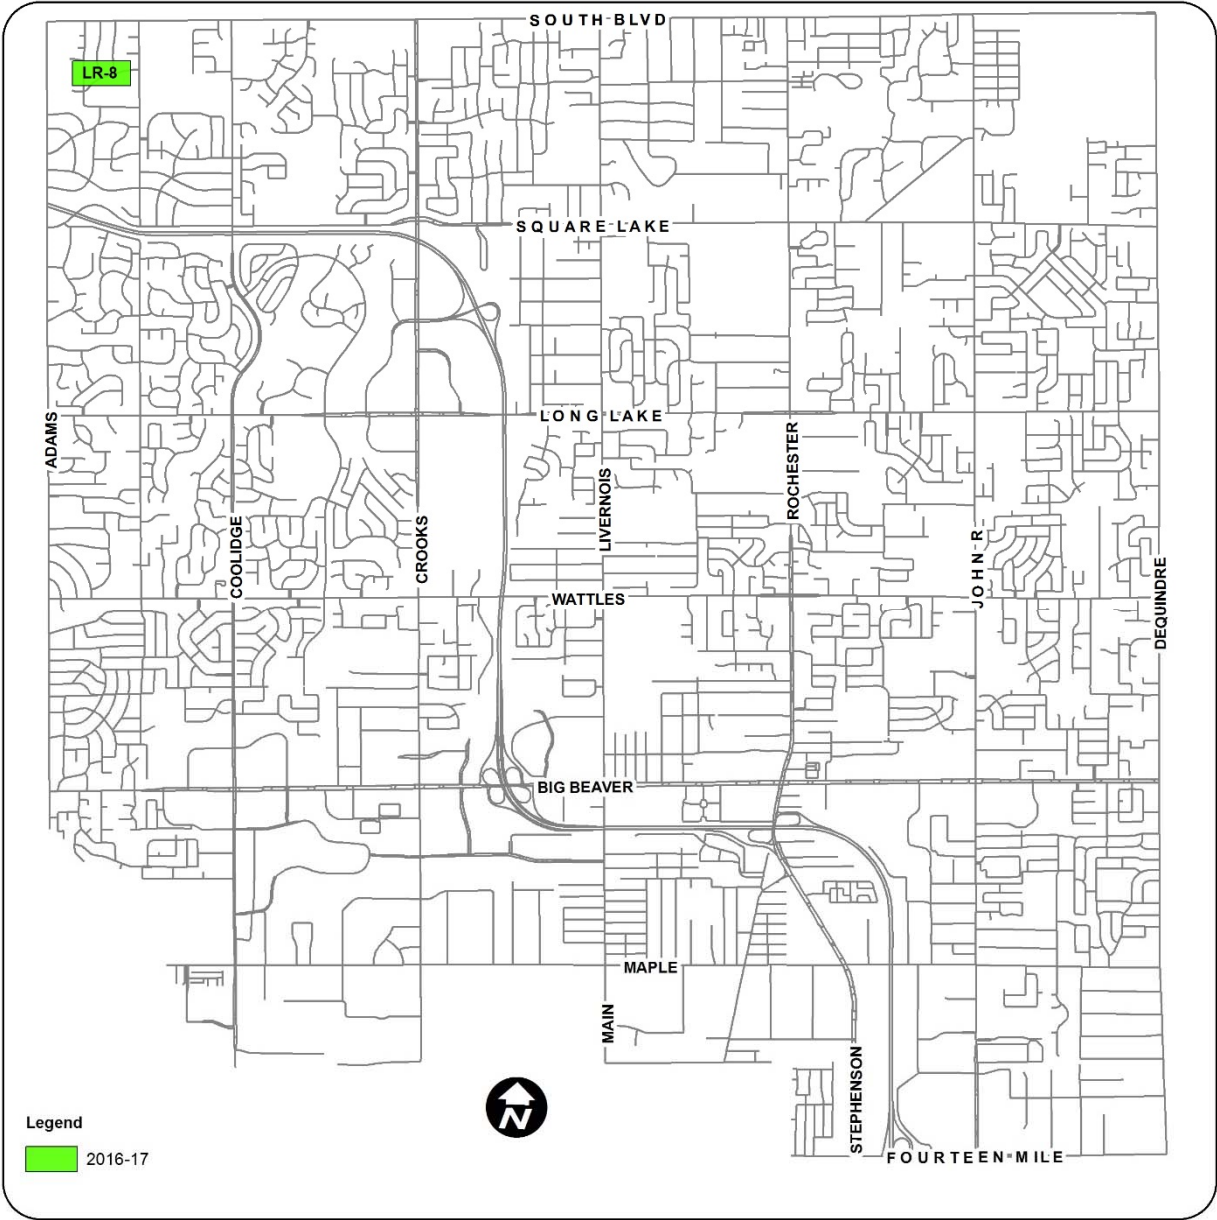 SOUTH BLVD
LR-8
SQUARE LAKE
LONG LAKE
ADAMS
ROCHESTER
LIVERNOIS
COOLIDGE
CROOKS
JOHN R
DEQUINDRE
WATTLES
BIG BEAVER
MAPLE
MAIN
STEPHENSON
N
Legend
2016-17
FOURTEEN MILE